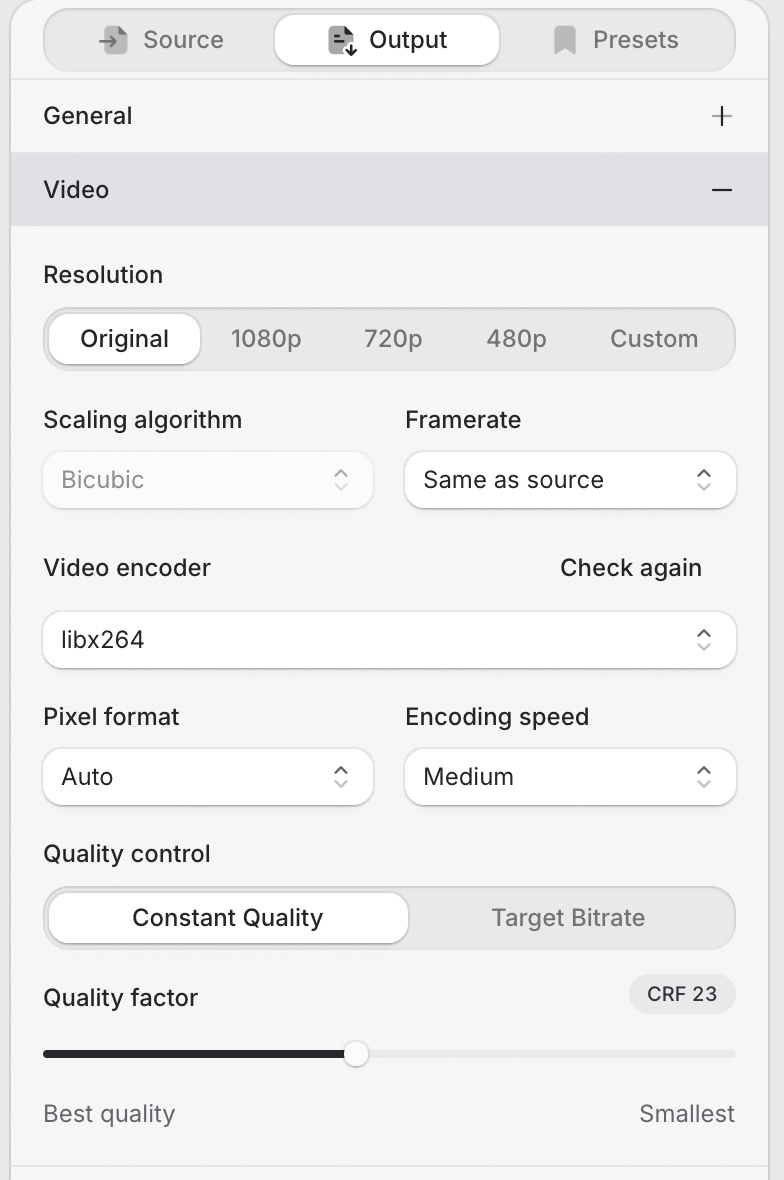 Source Output Presets
General
Video
Resolution
Original 1080p 720p 480p Custom
Scaling algorithm Framerate
Bicubic Same as source
Video encoder Check again
libx264
Pixel format Encoding speed
Auto Medium
Quality control
Constant Quality Target Bitrate
Quality factor CRF 23
Best quality Smallest